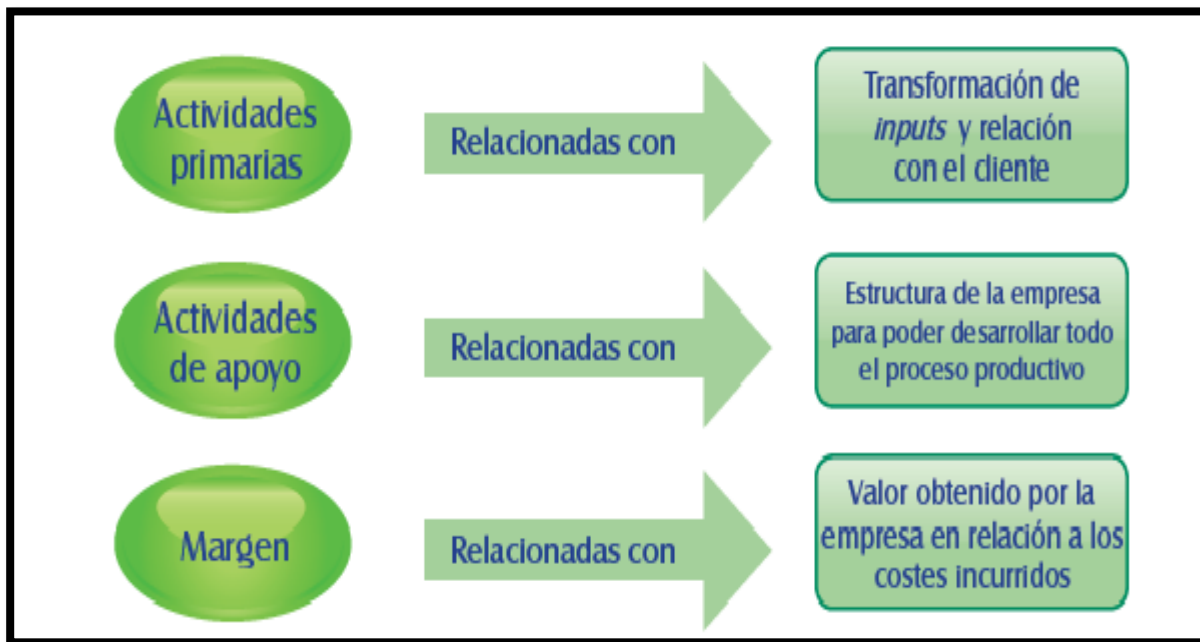 Actividades
primarias
Relacionadas con
Transformación de
inputs y relación
con el cliente
Actividades
de apoyo
Relacionadas con
Estructura de la empresa
para poder desarrollar todo
el proceso productivo
Margen
Relacionadas con
Valor obtenido por la
empresa en relación a los
costes incurridos